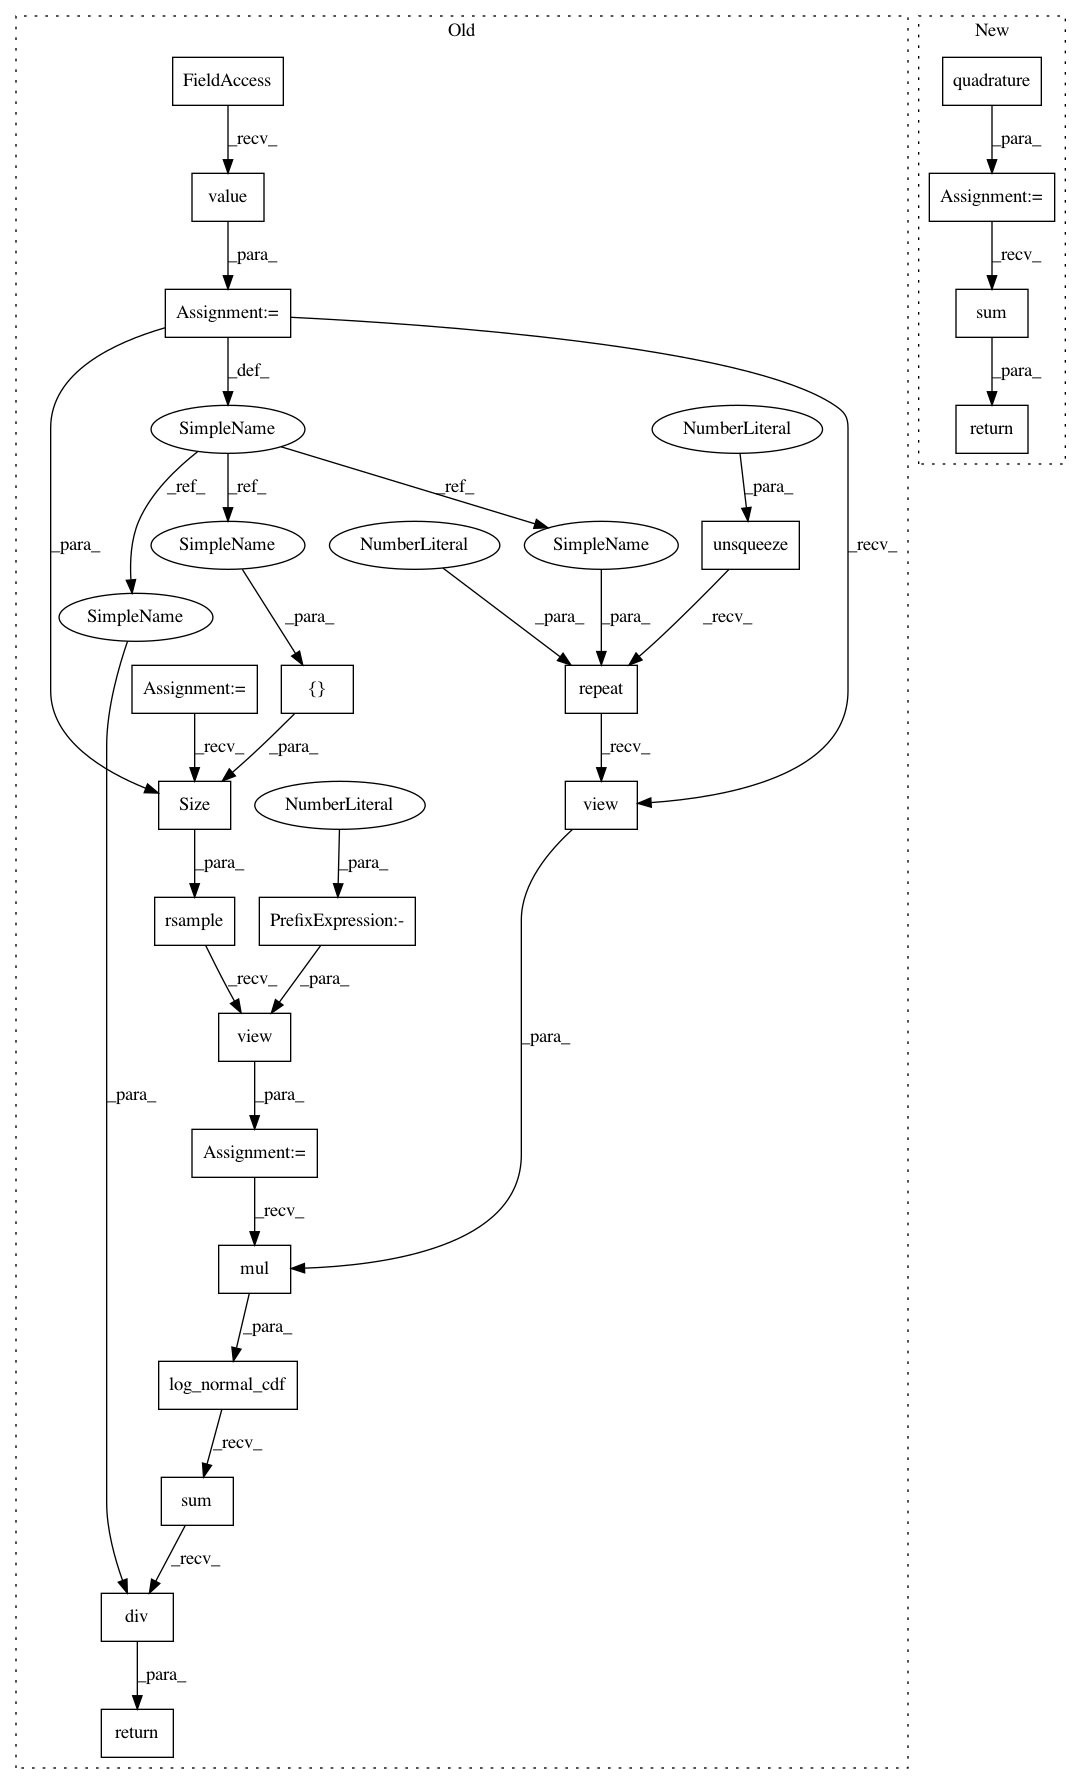 Old
New
FieldAccess
quadrature
_recv_
_para_
value
Assignment:=
_para_
_recv_
Assignment:=
sum
_def_
_para_
SimpleName
NumberLiteral
return
_ref_
_ref_
_ref_
_para_
_para_
SimpleName
NumberLiteral
SimpleName
unsqueeze
_recv_
SimpleName
_para_
_para_
_para_
_recv_
Assignment:=
{}
repeat
_recv_
_para_
_recv_
Size
NumberLiteral
view
_para_
_para_
rsample
PrefixExpression:-
_recv_
_para_
view
_para_
_para_
_para_
Assignment:=
_recv_
mul
_para_
log_normal_cdf
_recv_
sum
_recv_
div
_para_
return